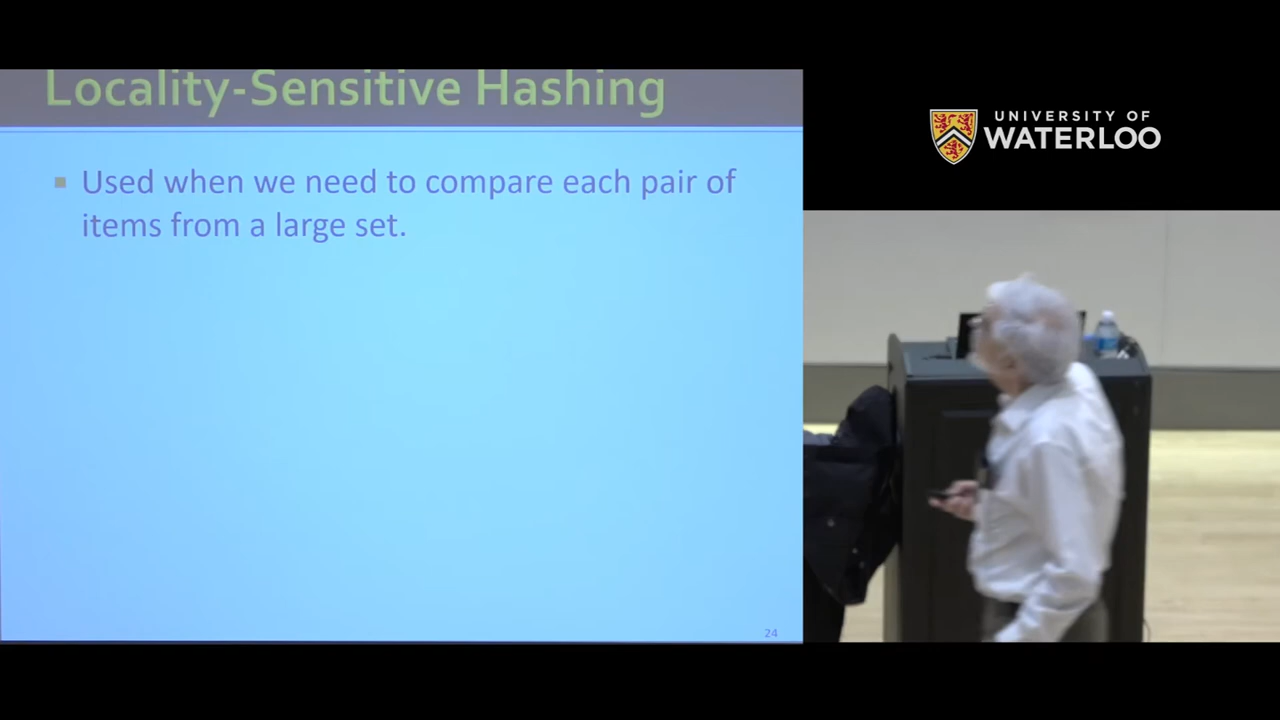 Locality-Sensitive Hashing
Used when we need to compare each pair of
items from a large set.
24
UNIVERSITY OF
WATERLOO